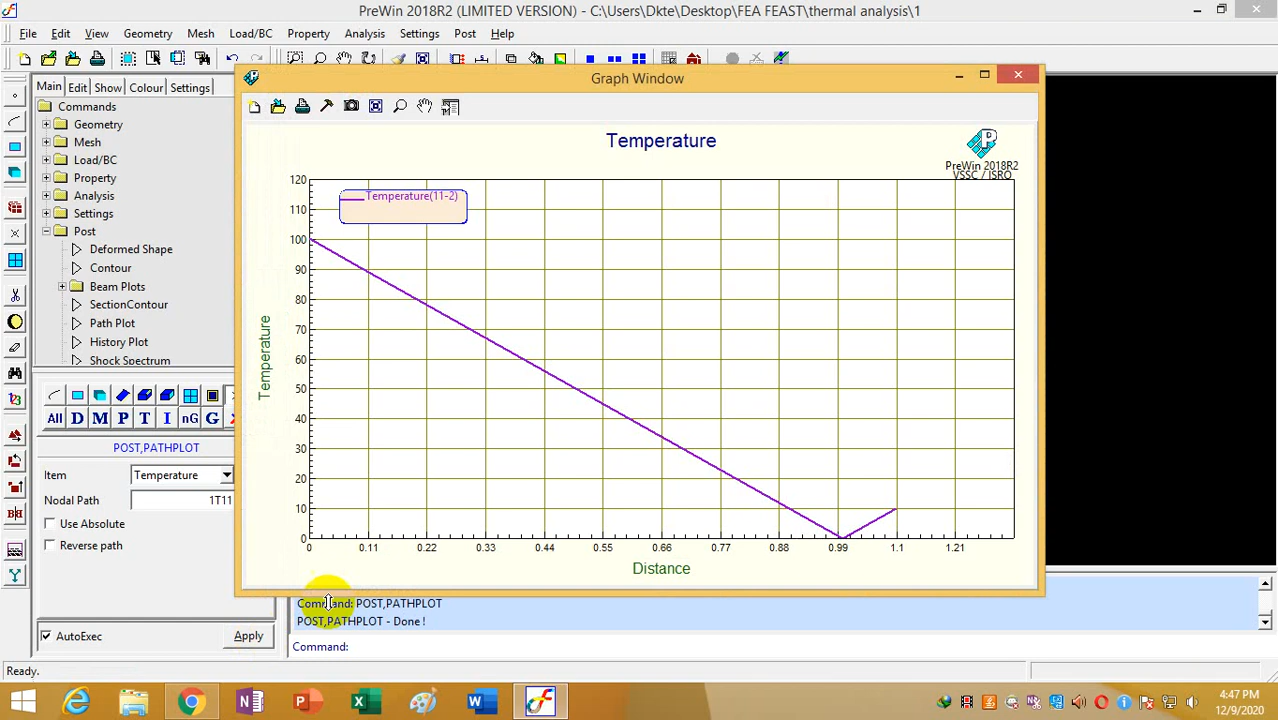 PreWin 2018R2 (LIMITED VERSION) - C:\Users\Dkte\Desktop\FEA FEAST\thermal analysis\1
File Edit View Geometry Mesh Load/BC Property Analysis Settings Post Help
Graph Window
Main Edit Show Colour Settings
Commands
Geometry
Mesh
Load/BC
Property
Analysis
Settings
Post
Deformed Shape
Contour
Beam Plots
SectionContour
Path Plot
History Plot
Shock Spectrum
All D M P T I nG G
POST,PATHPLOT
Item Temperature
Nodal Path 1T11
Use Absolute
Reverse path
AutoExec Apply
Temperature
PreWin 2018R2
VSSC / ISRO
Temperature(11-2)
120
110
100
90
80
70
60
50
40
30
20
10
0
Temperature
0 0.11 0.22 0.33 0.44 0.55 0.66 0.77 0.88 0.99 1.1 1.21
Distance
Command: POST,PATHPLOT
POST,PATHPLOT - Done !
Command:
Ready.
4:47 PM
12/9/2020